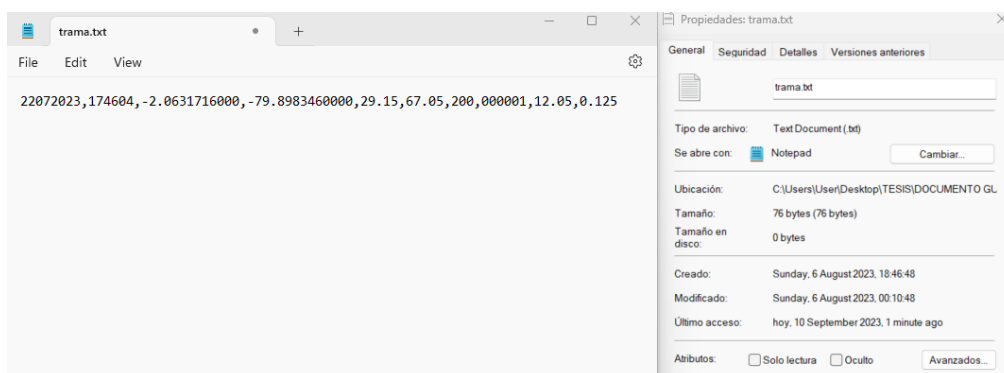 trama.txt
File Edit View
22072023,174604,-2.0631716000,-79.8983460000,29.15,67.05,200,000001,12.05,0.125
Propiedades: trama.txt
General Seguridad Detalles Versiones anteriores
trama.txt
Tipo de archivo: Text Document (.txt)
Se abre con: Notepad Cambiar...
Ubicación: C:\Users\User\Desktop\TESIS\DOCUMENTO GU
Tamaño: 76 bytes (76 bytes)
Tamaño en
disco: 0 bytes
Creado: Sunday, 6 August 2023, 18:46:48
Modificado: Sunday, 6 August 2023, 00:10:48
Último acceso: hoy, 10 September 2023, 1 minute ago
Atributos: Solo lectura Oculto Avanzados...